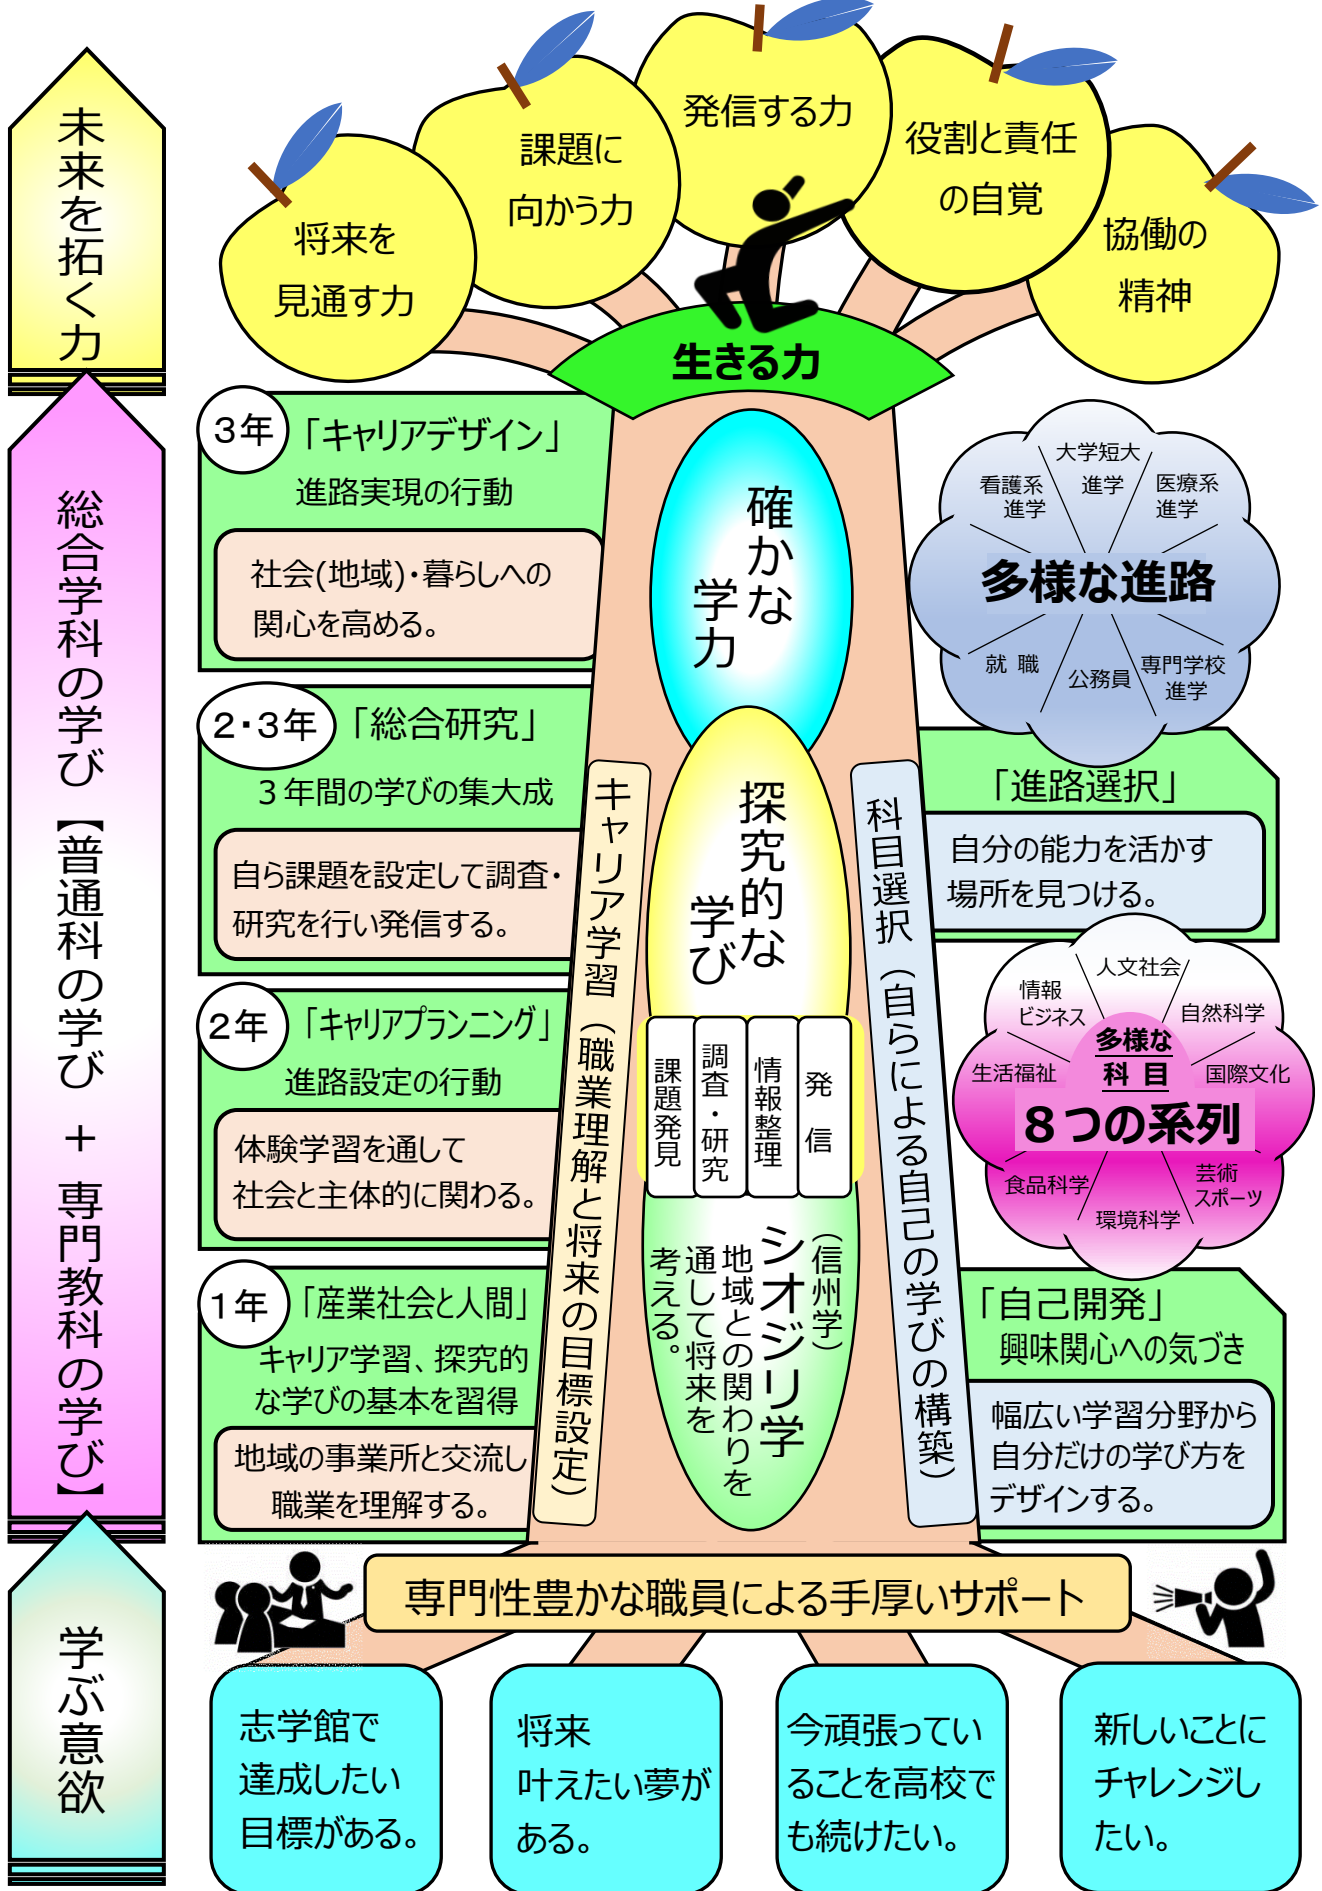 未来を拓く力
総合学科の学び【普通科の学び ＋ 専門教科の学び】
学ぶ意欲
将来を
見通す力
課題に
向かう力
発信する力
役割と責任
の自覚
協働の
精神
生きる力
3年
「キャリアデザイン」
進路実現の行動
社会(地域)・暮らしへの
関心を高める。
2・3年
「総合研究」
3年間の学びの集大成
自ら課題を設定して調査・
研究を行い発信する。
2年
「キャリアプランニング」
進路設定の行動
体験学習を通して
社会と主体的に関わる。
1年
「産業社会と人間」
キャリア学習、探究的
な学びの基本を習得
地域の事業所と交流し
職業を理解する。
キャリア学習（職業理解と将来の目標設定）
確かな
学力
探究的な
学び
課題発見
調査・研究
情報整理
発信
（信州学）
シオジリ学
地域との関わりを
通して将来を
考える。
科目選択（自らによる自己の学びの構築）
大学短大
進学
看護系
進学
医療系
進学
多様な進路
就職
公務員
専門学校
進学
「進路選択」
自分の能力を活かす
場所を見つける。
人文社会
情報
ビジネス
自然科学
生活福祉
国際文化
多様な
科目
8つの系列
食品科学
環境科学
芸術
スポーツ
「自己開発」
興味関心への気づき
幅広い学習分野から
自分だけの学び方を
デザインする。
専門性豊かな職員による手厚いサポート
志学館で
達成したい
目標がある。
将来
叶えたい夢が
ある。
今頑張ってい
ることを高校で
も続けたい。
新しいことに
チャレンジし
たい。